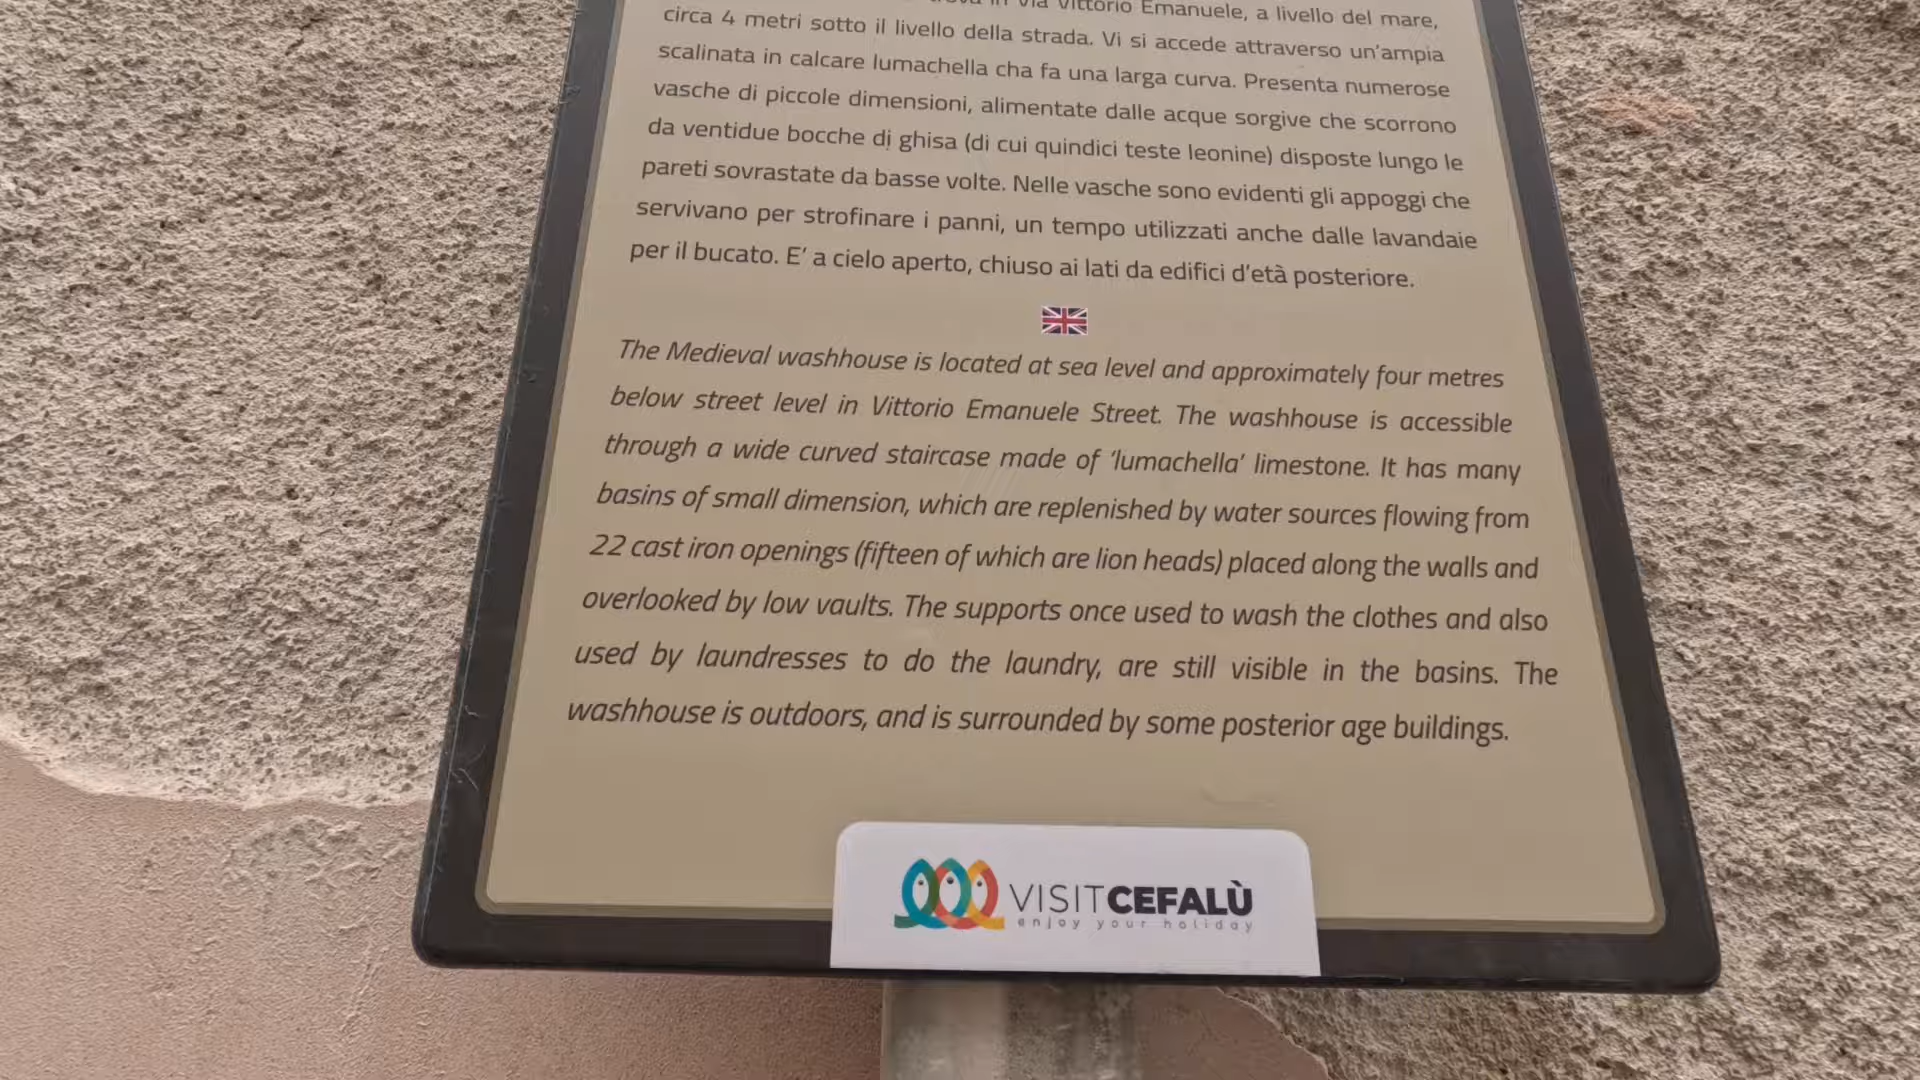 in Via Vittorio Emanuele, a livello del mare,
circa 4 metri sotto il livello della strada. Vi si accede attraverso un'ampia
scalinata in calcare lumachella cha fa una larga curva. Presenta numerose
vasche di piccole dimensioni, alimentate dalle acque sorgive che scorrono
da ventidue bocche di ghisa (di cui quindici teste leonine) disposte lungo le
pareti sovrastate da basse volte. Nelle vasche sono evidenti gli appoggi che
servivano per strofinare i panni, un tempo utilizzati anche dalle lavandaie
per il bucato. E' a cielo aperto, chiuso ai lati da edifici d'età posteriore.
The Medieval washhouse is located at sea level and approximately four metres
below street level in Vittorio Emanuele Street. The washhouse is accessible
through a wide curved staircase made of 'lumachella' limestone. It has many
basins of small dimension, which are replenished by water sources flowing from
22 cast iron openings (fifteen of which are lion heads) placed along the walls and
overlooked by low vaults. The supports once used to wash the clothes and also
used by laundresses to do the laundry, are still visible in the basins. The
washhouse is outdoors, and is surrounded by some posterior age buildings.
VISITCEFALÙ
enjoy your holiday